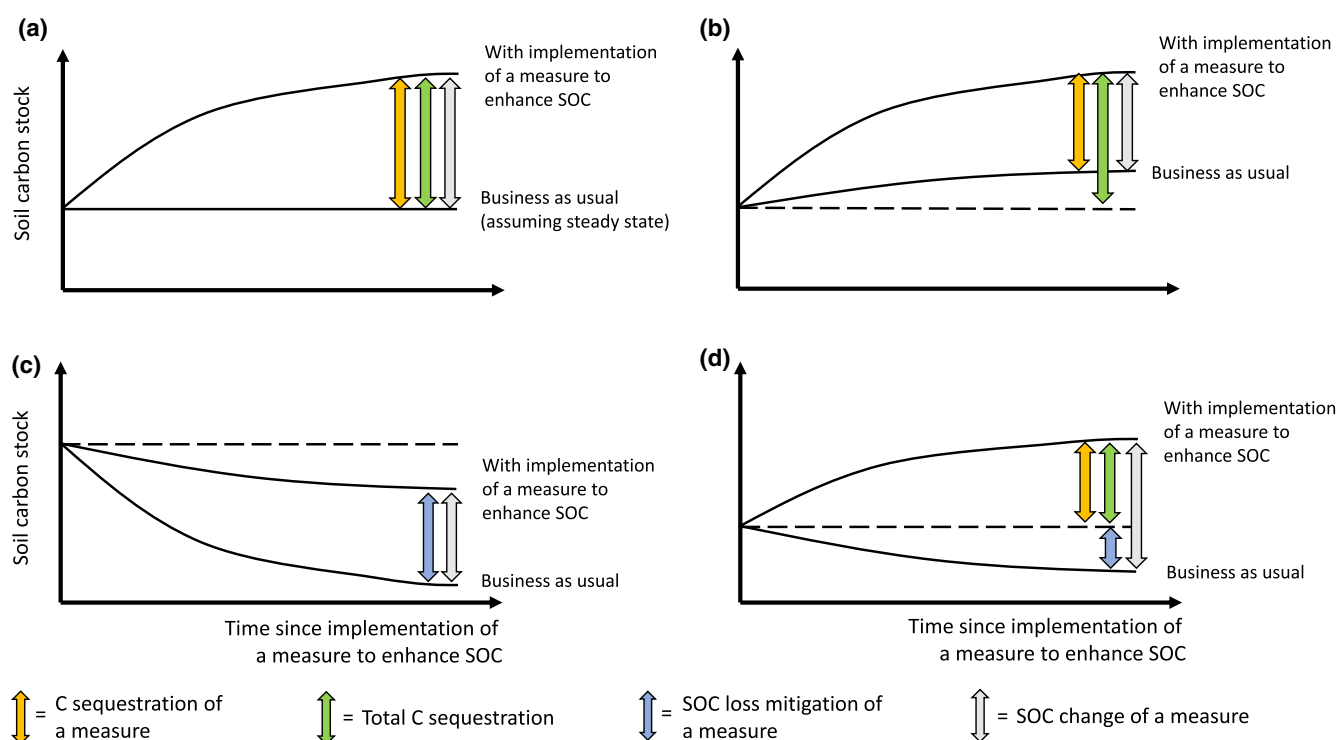 (a)
Soil carbon stock
With implementation
of a measure to
enhance SOC
Business as usual
(assuming steady state)
(b)
With implementation
of a measure to
enhance SOC
Business as usual
(c)
Soil carbon stock
With implementation
of a measure to
enhance SOC
Business as usual
Time since implementation of
a measure to enhance SOC
(d)
With implementation
of a measure to
enhance SOC
Business as usual
Time since implementation of
a measure to enhance SOC
= C sequestration of
a measure
= Total C sequestration
= SOC loss mitigation of
a measure
= SOC change of a measure